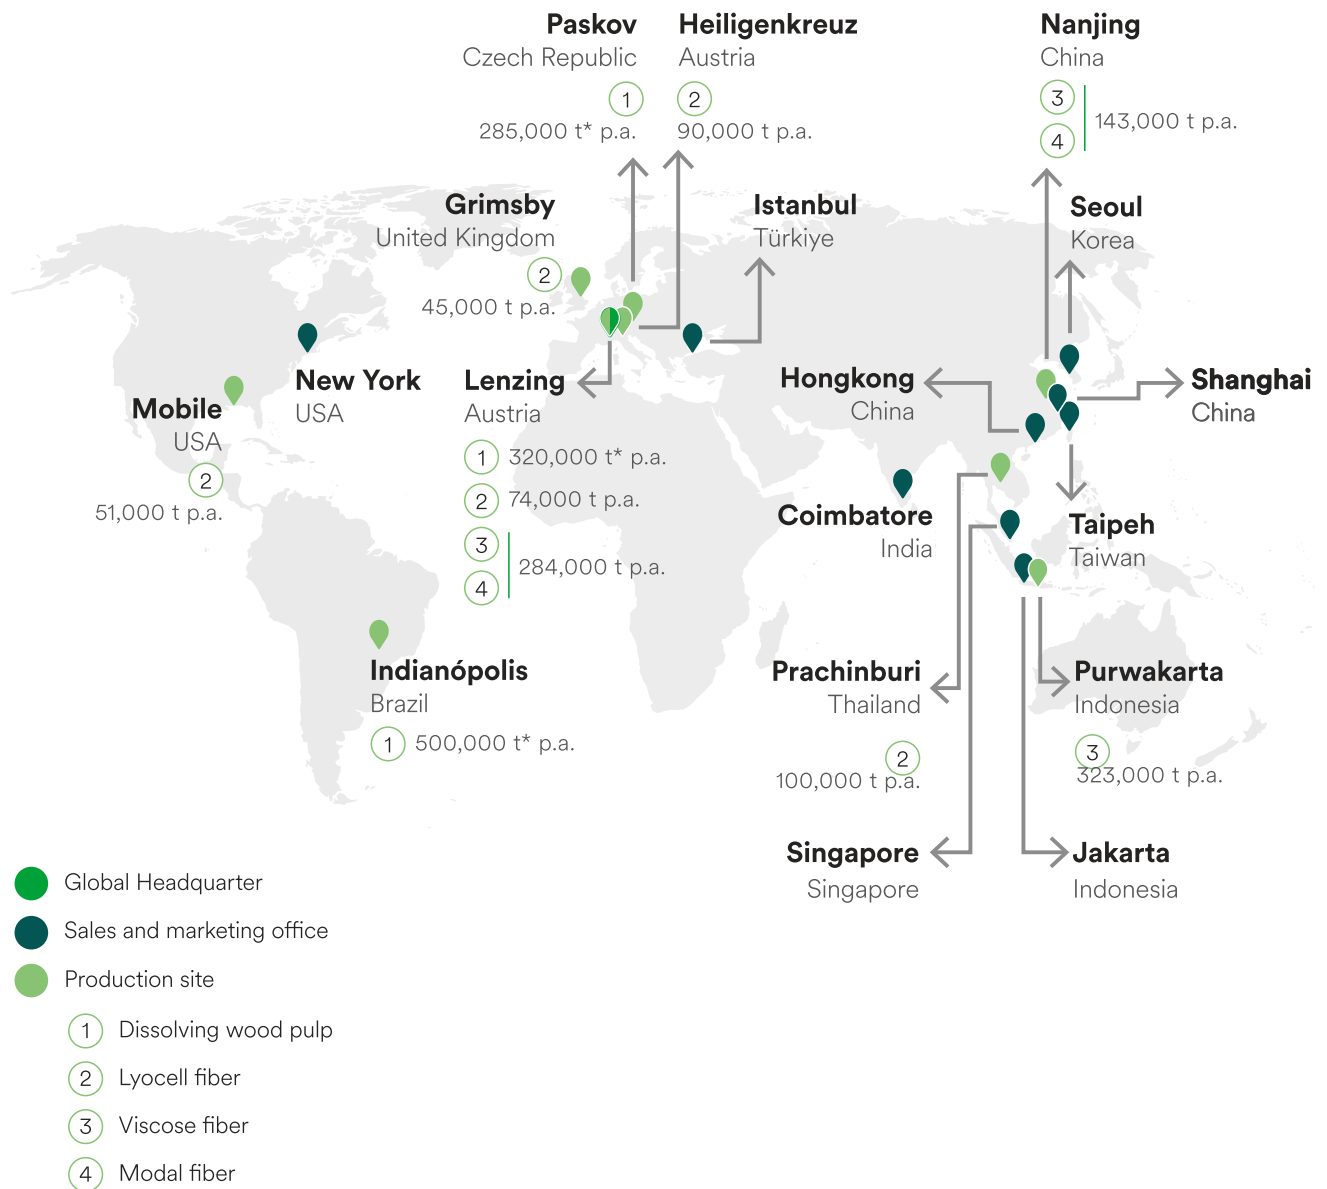 Paskov
Czech Republic
1
285,000 t* p.a.
Heiligenkreuz
Austria
2
90,000 t p.a.
Nanjing
China
3
4
143,000 t p.a.
Grimsby
United Kingdom
2
45,000 t p.a.
Istanbul
Türkiye
Seoul
Korea
New York
USA
Mobile
USA
2
51,000 t p.a.
Lenzing
Austria
1 320,000 t* p.a.
2 74,000 t p.a.
3
4
284,000 t p.a.
Hongkong
China
Shanghai
China
Coimbatore
India
Taipeh
Taiwan
Indianópolis
Brazil
1 500,000 t* p.a.
Prachinburi
Thailand
2
100,000 t p.a.
Purwakarta
Indonesia
3
323,000 t p.a.
Singapore
Singapore
Jakarta
Indonesia
Global Headquarter
Sales and marketing office
Production site
1 Dissolving wood pulp
2 Lyocell fiber
3 Viscose fiber
4 Modal fiber